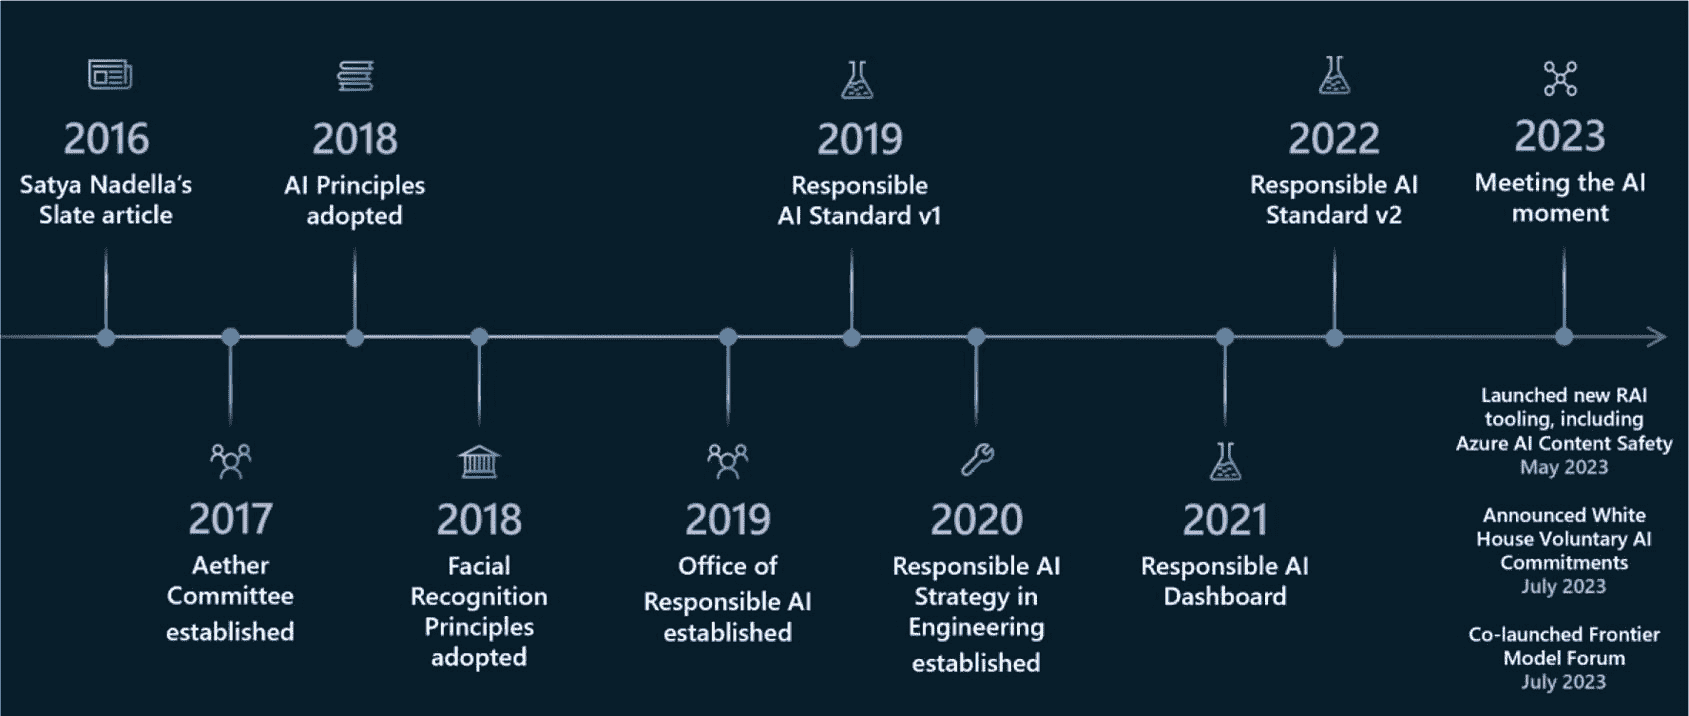 2016
Satya Nadella's
Slate article
2018
AI Principles
adopted
2019
Responsible
AI Standard v1
2022
Responsible AI
Standard v2
2023
Meeting the AI
moment
2017
Aether
Committee
established
2018
Facial
Recognition
Principles
adopted
2019
Office of
Responsible AI
established
2020
Responsible AI
Strategy in
Engineering
established
2021
Responsible AI
Dashboard
Launched new RAI
tooling, including
Azure AI Content Safety
May 2023
Announced White
House Voluntary AI
Commitments
July 2023
Co-launched Frontier
Model Forum
July 2023